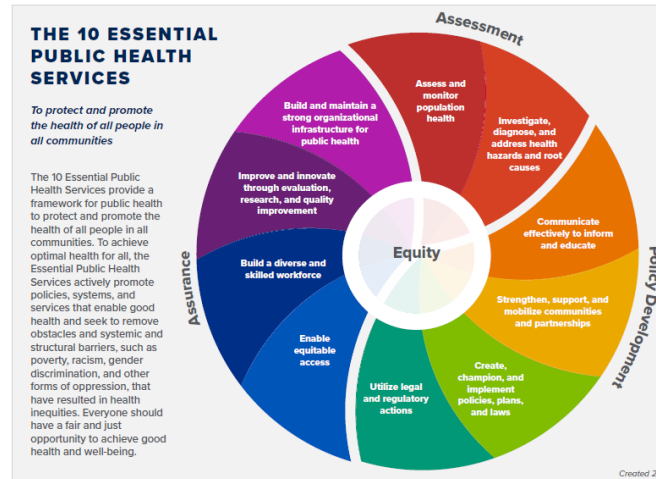 THE 10 ESSENTIAL
PUBLIC HEALTH
SERVICES
To protect and promote
the health of all people in
all communities
The 10 Essential Public
Health Services provide a
framework for public health
to protect and promote the
health of all people in all
communities. To achieve
optimal health for all, the
Essential Public Health
Services actively promote
policies, systems, and
services that enable good
health and seek to remove
obstacles and systemic and
structural barriers, such as
poverty, racism, gender
discrimination, and other
forms of oppression, that
have resulted in health
inequities. Everyone should
have a fair and just
opportunity to achieve good
health and well-being.
Assessment
Assess and
monitor
population
health
Investigate,
diagnose, and
address health
hazards and root
causes
Policy Development
Communicate
effectively to inform
and educate
Strengthen, support, and
mobilize communities
and partnerships
Create,
champion, and
implement
policies, plans,
and laws
Utilize legal
and regulatory
actions
Assurance
Enable
equitable
access
Build a diverse and
skilled workforce
Improve and innovate
through evaluation,
research, and quality
improvement
Build and maintain a
strong organizational
infrastructure for
public health
Equity
Created 2